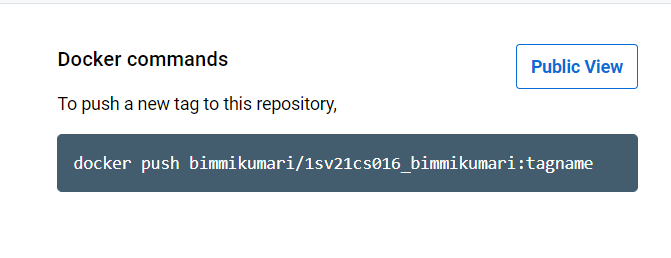 Docker commands
Public View
To push a new tag to this repository,
docker push bimmikumari/1sv21cs016_bimmikumari:tagname